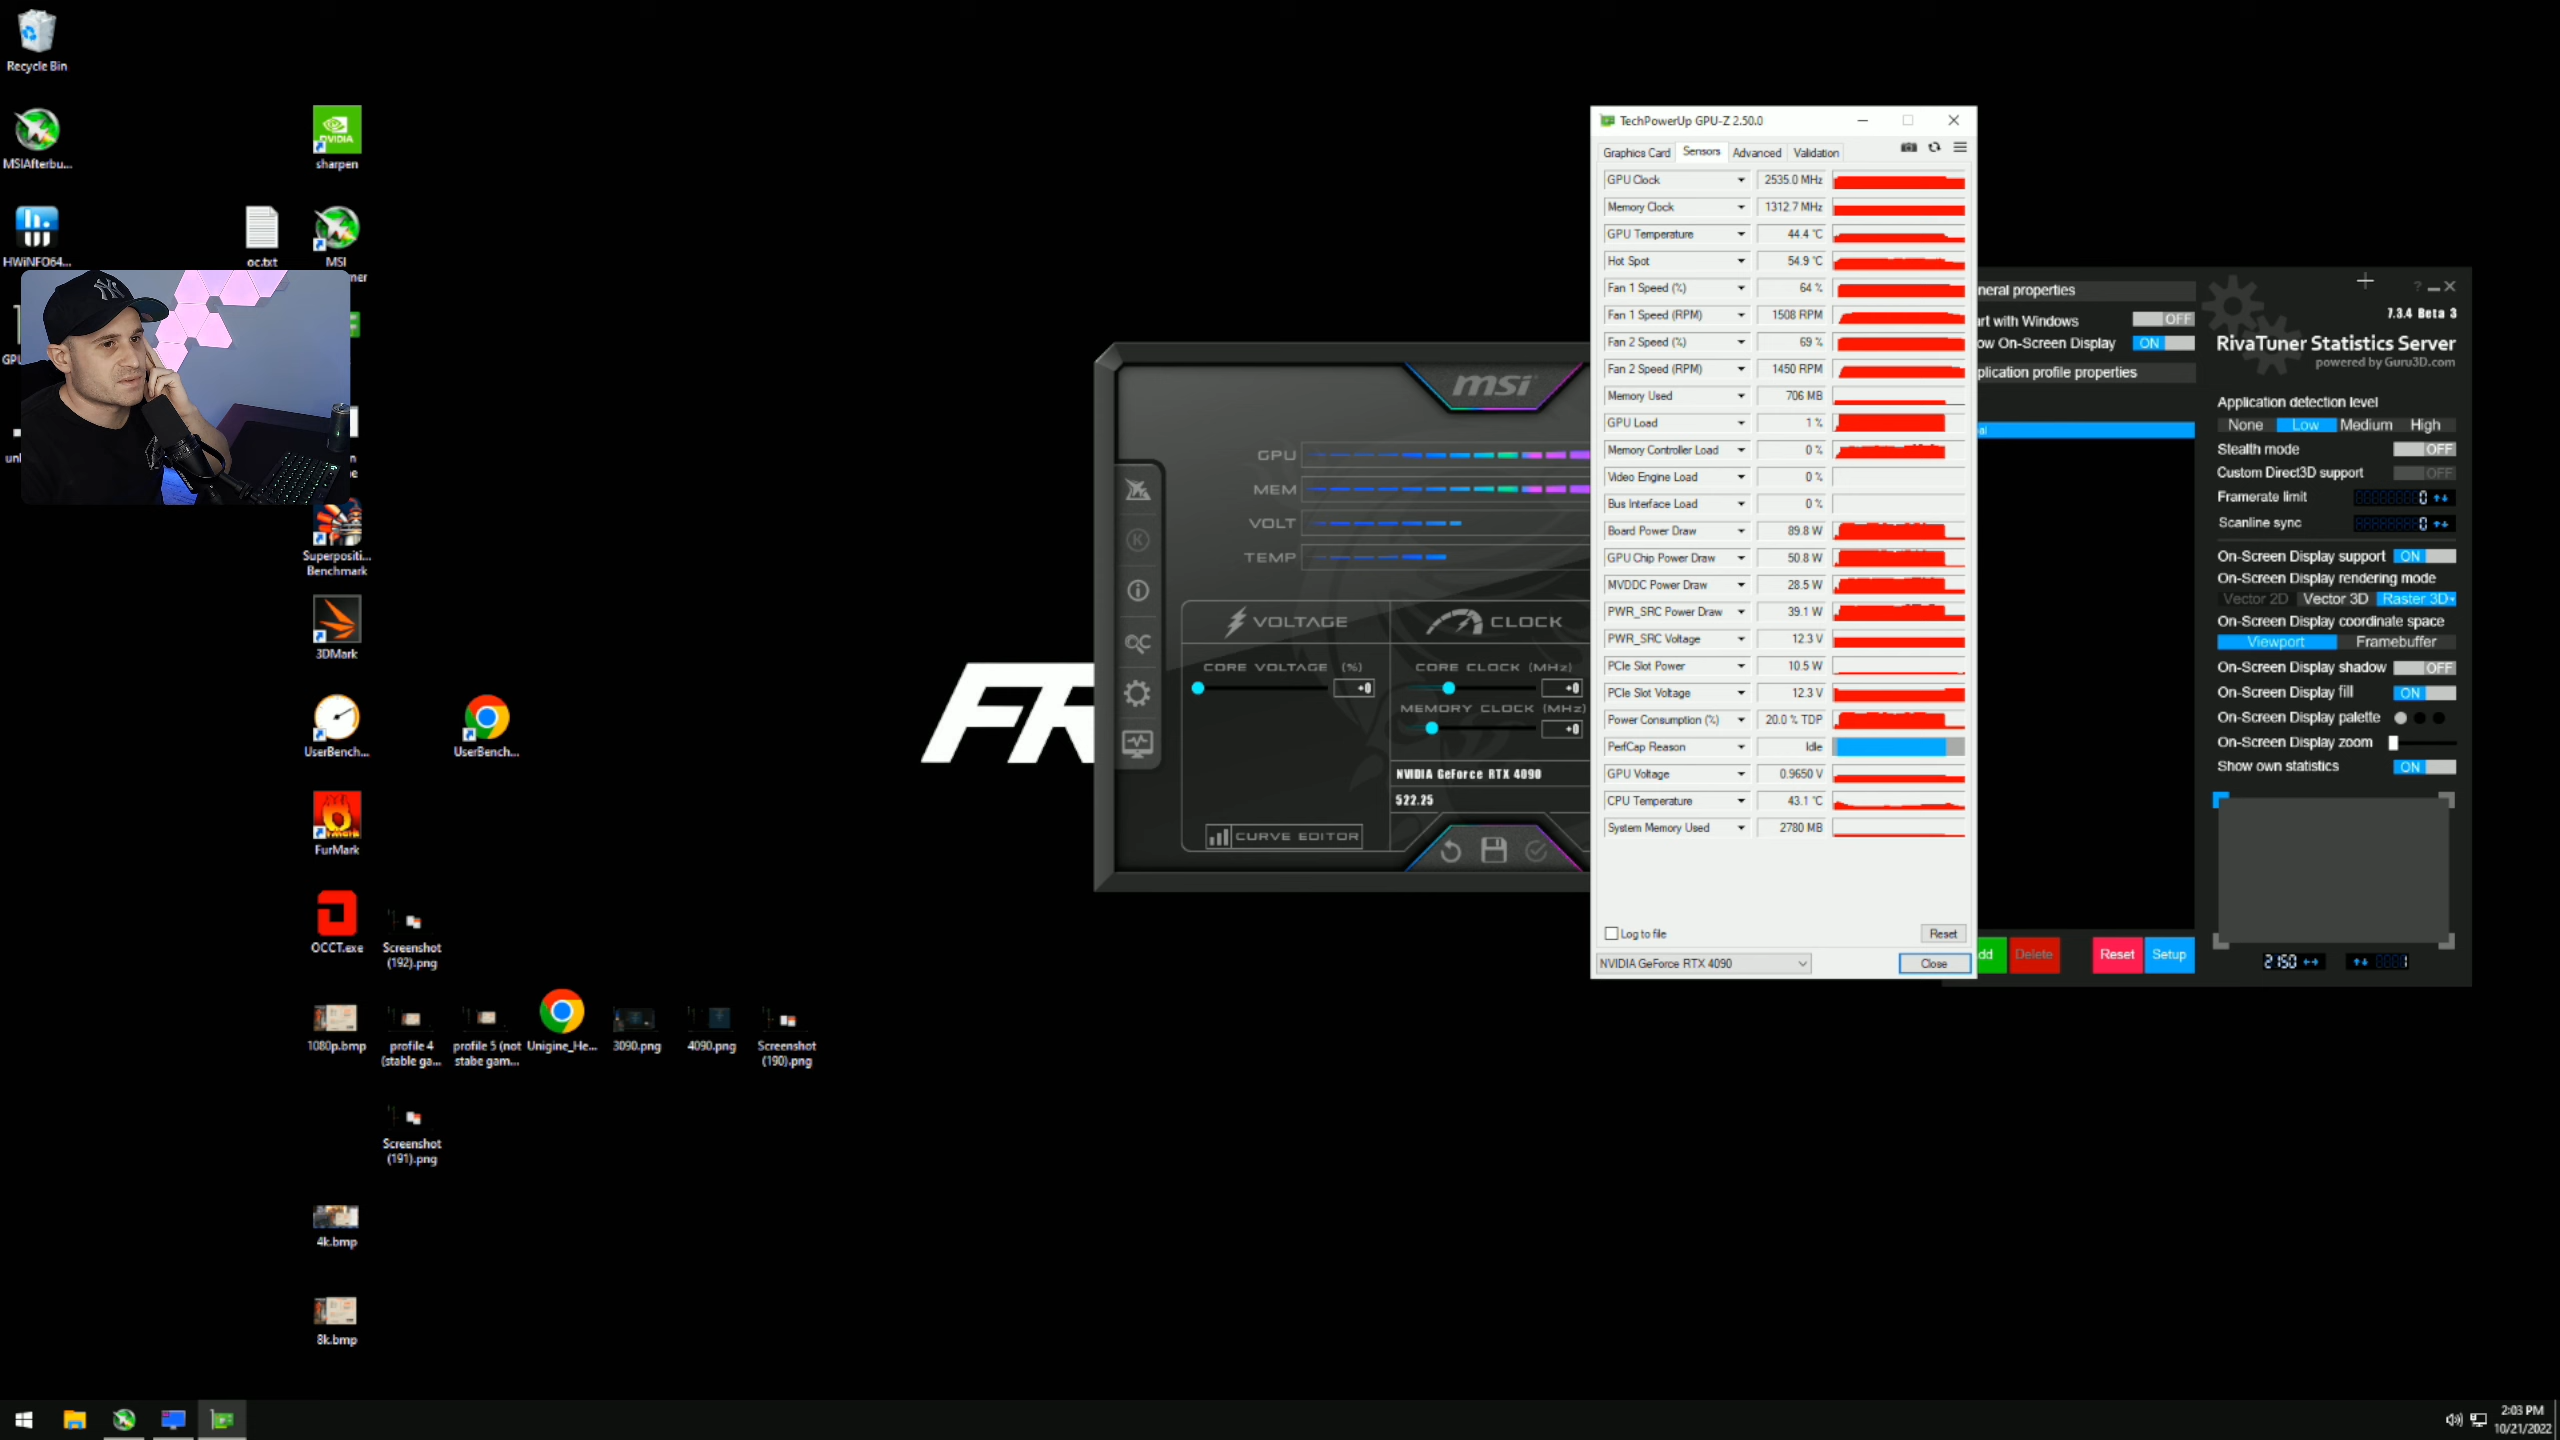 Recycle Bin
MSIAfterbu...
HWiNFO64...
oc.txt
sharpen
MSI
Superpositi...
Benchmark
3DMark
UserBench...
UserBench...
FurMark
OCCT.exe
Screenshot
(192).png
1080p.bmp
profile 4
(stable ga...
profile 5 (not
stabe gam...
Unigine_He...
3090.png
4090.png
Screenshot
(190).png
Screenshot
(191).png
4k.bmp
8k.bmp
FR
msi
GPU
MEM
VOLT
TEMP
VOLTAGE
CLOCK
CORE VOLTAGE (%)
+0
CORE CLOCK (MHz)
+0
MEMORY CLOCK (MHz)
+0
NVIDIA GeForce RTX 4090
522.25
CURVE EDITOR
TechPowerUp GPU-Z 2.50.0
Graphics Card Sensors Advanced Validation
GPU Clock 2535.0 MHz
Memory Clock 1312.7 MHz
GPU Temperature 44.4 °C
Hot Spot 54.9 °C
Fan 1 Speed (%) 64 %
Fan 1 Speed (RPM) 1508 RPM
Fan 2 Speed (%) 69 %
Fan 2 Speed (RPM) 1450 RPM
Memory Used 706 MB
GPU Load 1 %
Memory Controller Load 0 %
Video Engine Load 0 %
Bus Interface Load 0 %
Board Power Draw 89.8 W
GPU Chip Power Draw 50.8 W
MVDDC Power Draw 28.5 W
PWR_SRC Power Draw 39.1 W
PWR_SRC Voltage 12.3 V
PCIe Slot Power 10.5 W
PCIe Slot Voltage 12.3 V
Power Consumption (%) 20.0 % TDP
PerfCap Reason Idle
GPU Voltage 0.9650 V
CPU Temperature 43.1 °C
System Memory Used 2780 MB
Log to file
Reset
NVIDIA GeForce RTX 4090
Close
neral properties
art with Windows OFF
ow On-Screen Display ON
plication profile properties
dd
Delete
Reset
Setup
7.3.4 Beta 3
RivaTuner Statistics Server
powered by Guru3D.com
Application detection level
None Low Medium High
Stealth mode OFF
Custom Direct3D support OFF
Framerate limit 0
Scanline sync 0
On-Screen Display support ON
On-Screen Display rendering mode
Vector 2D Vector 3D Raster 3D
On-Screen Display coordinate space
Viewport Framebuffer
On-Screen Display shadow OFF
On-Screen Display fill ON
On-Screen Display palette
On-Screen Display zoom
Show own statistics ON
2150 1
2:03 PM
10/21/2022